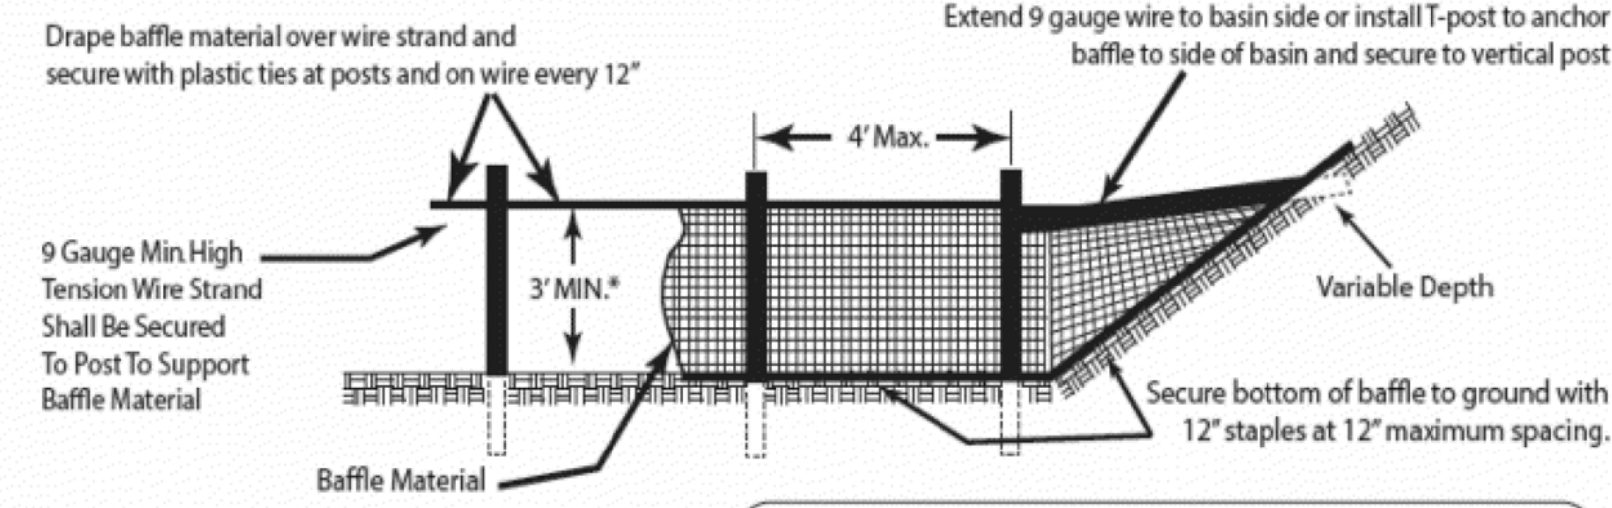 Drape baffle material over wire strand and
secure with plastic ties at posts and on wire every 12"
Extend 9 gauge wire to basin side or install T-post to anchor
baffle to side of basin and secure to vertical post
4' Max.
9 Gauge Min. High
Tension Wire Strand
Shall Be Secured
To Post To Support
Baffle Material
3' MIN.*
Variable Depth
Secure bottom of baffle to ground with
12" staples at 12" maximum spacing.
Baffle Material